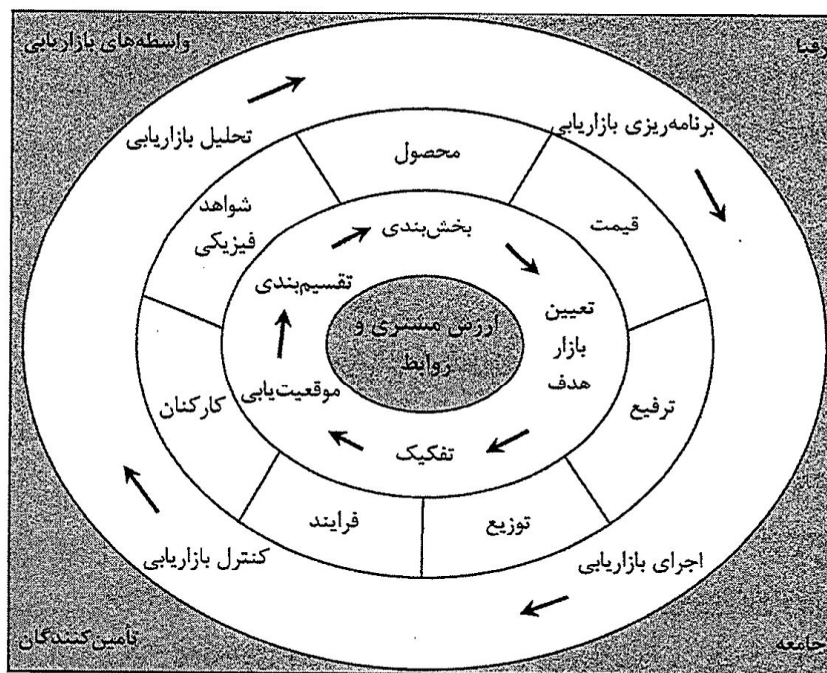 رقبا
واسطه‌های بازاریابی
برنامه‌ریزی بازاریابی
تحلیل بازاریابی
محصول
قیمت
شواهد
فیزیکی
بخش‌بندی
تقسیم‌بندی
تعیین
بازار
هدف
ارزش مشتری و
روابط
موقعیت‌یابی
ترفیع
کارکنان
تفکیک
توزیع
فرایند
اجرای بازاریابی
کنترل بازاریابی
جامعه
تأمین‌کنندگان